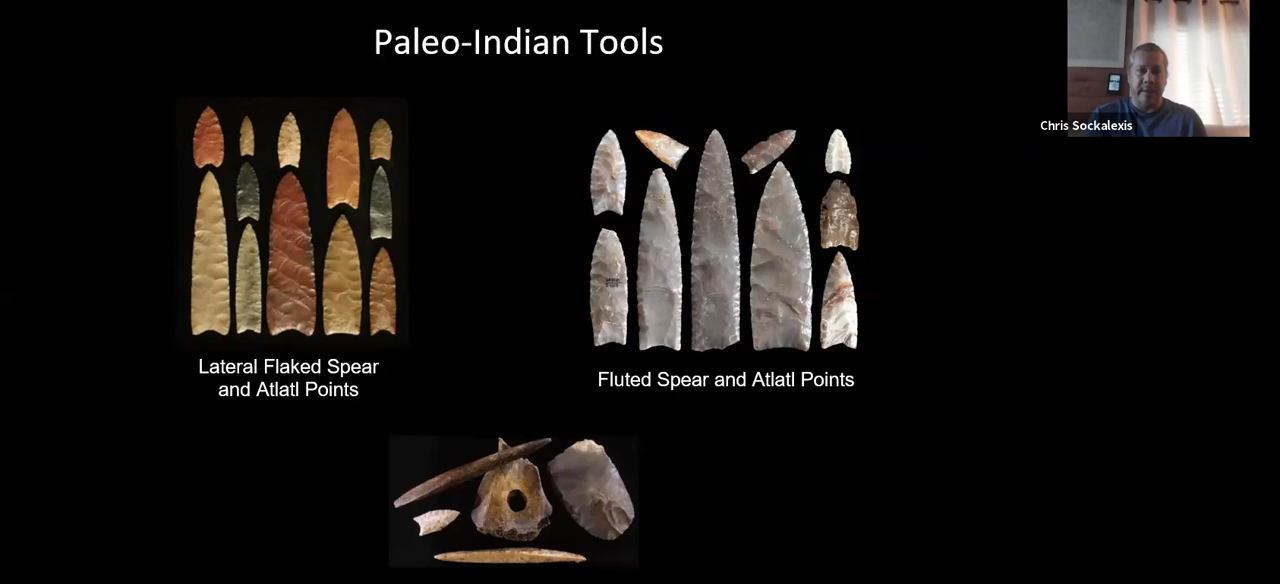 Paleo-Indian Tools
Chris Sockalexis
Lateral Flaked Spear
and Atlatl Points
Fluted Spear and Atlatl Points